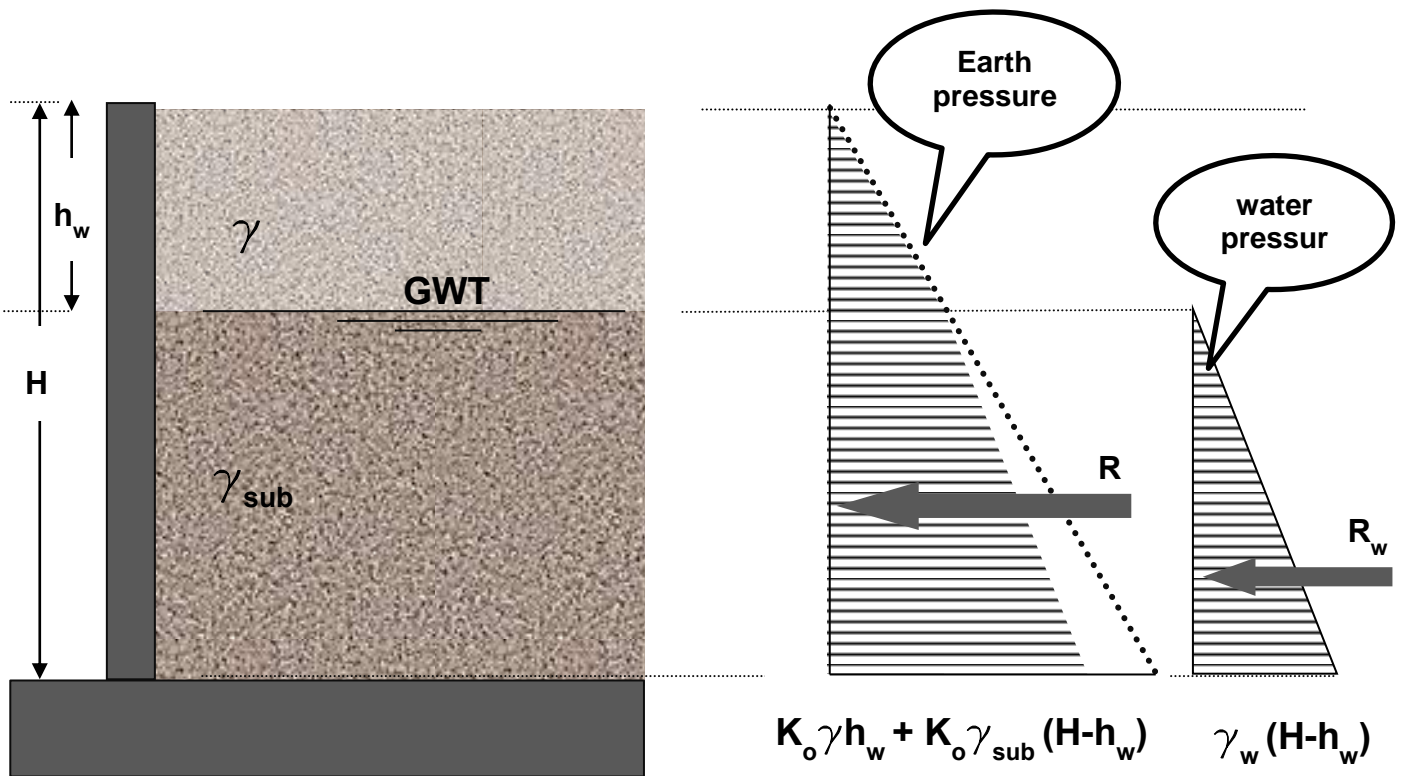 Earth
pressure
water
pressur
h_w
γ
GWT
H
γ_sub
R
R_w
K_oγh_w + K_oγ_sub (H-h_w)
γ_w (H-h_w)